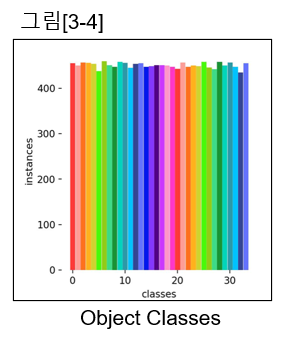 그림[3-4]
400
300
200
100
0
instances
0 10 20 30
classes
Object Classes